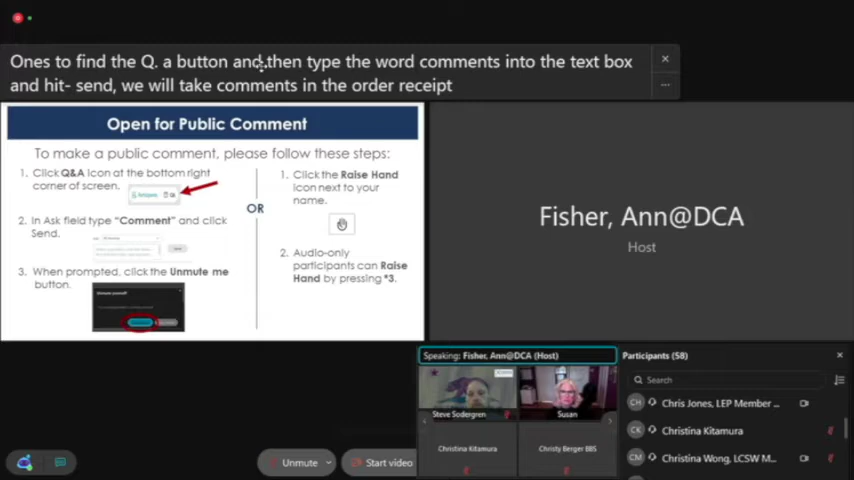 Ones to find the Q. a button and then type the word comments into the text box
and hit- send, we will take comments in the order receipt
Open for Public Comment
To make a public comment, please follow these steps:
1. Click Q&A icon at the bottom right
corner of screen.
2. In Ask field type "Comment" and click
Send.
3. When prompted, click the Unmute me
button.
OR
1. Click the Raise Hand
icon next to your
name.
2. Audio-only
participants can Raise
Hand by pressing *3.
Fisher, Ann@DCA
Host
Speaking: Fisher, Ann@DCA (Host)
Steve Sodergren
Susan
Christina Kitamura
Christy Berger BBS
Participants (58)
Search
CH Chris Jones, LEP Member ...
CK Christina Kitamura
CM Christina Wong, LCSW M...
Unmute
Start video